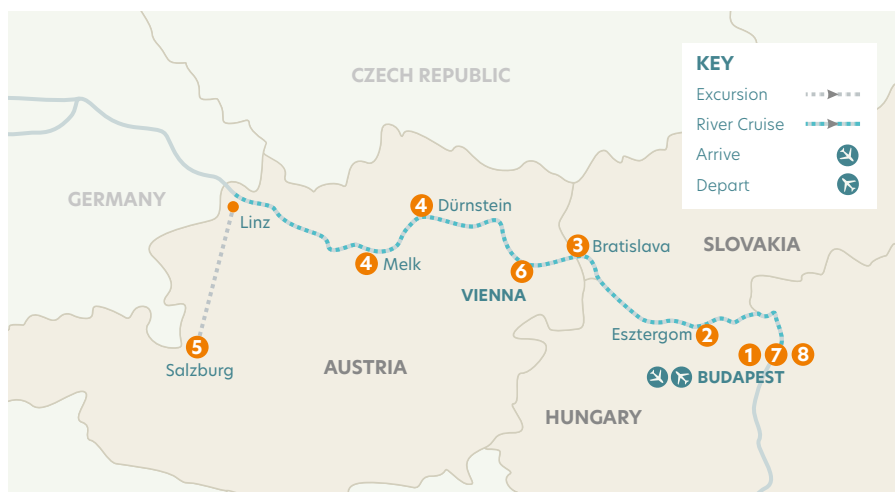 CZECH REPUBLIC
KEY
Excursion
River Cruise
Arrive
Depart
GERMANY
Linz
4 Dürnstein
4
Melk
3 Bratislava
SLOVAKIA
6
VIENNA
Esztergom 2
5
Salzburg
AUSTRIA
1 7 8
BUDAPEST
HUNGARY